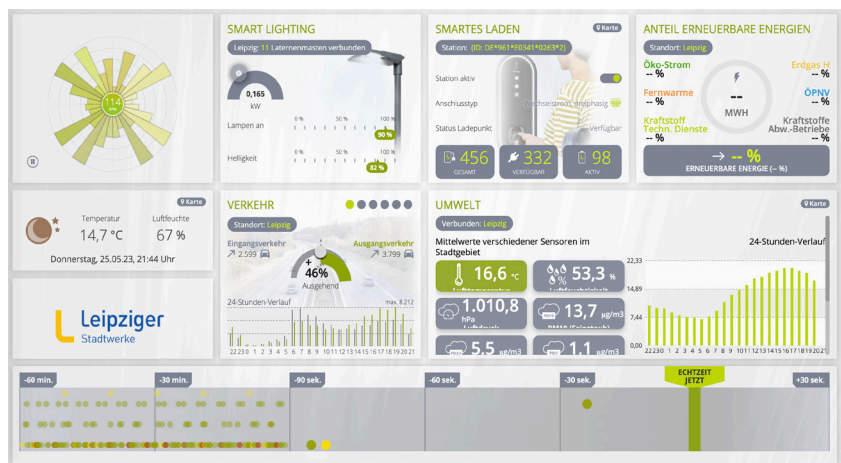 114
SMART LIGHTING
Leipzig: 11 Laternenmasten verbunden
0,165
kW
Lampen an
0 % 50 % 100 %
90 %
Helligkeit
0 % 50 % 100 %
82 %
SMARTES LADEN
Karte
Station: (ID: DE*961*E0341*0263*2)
Station aktiv
Anschlusstyp
Wechselstrom, dreiphasig
Status Ladepunkt
Verfügbar
456
GESAMT
332
VERFÜGBAR
98
AKTIV
ANTEIL ERNEUERBARE ENERGIEN
Standort: Leipzig
Öko-Strom
-- %
Erdgas H
-- %
Fernwärme
-- %
ÖPNV
-- %
Kraftstoff
Techn. Dienste
-- %
Kraftstoffe
Abw.-Betriebe
-- %
--
MWH
→ -- %
ERNEUERBARE ENERGIE (-- %)
Karte
Temperatur
14,7 °C
Luftfeuchte
67 %
Donnerstag, 25.05.23, 21:44 Uhr
Leipziger
Stadtwerke
VERKEHR
Standort: Leipzig
Eingangsverkehr
2.599
Ausgangsverkehr
3.799
+
46%
Ausgehend
24-Stunden-Verlauf
max. 8.212
22 23 0 1 2 3 4 5 6 7 8 9 10 11 12 13 14 15 16 17 18 19 20 21
UMWELT
Karte
Verbunden: Leipzig
Mittelwerte verschiedener Sensoren im
Stadtgebiet
16,6 °C
Lufttemperatur
53,3 %
Luftfeuchtigkeit
1.010,8
hPa
Luftdruck
13,7 µg/m3
PM10 (Feinstaub)
5,5 µg/m3
1,1 µg/m3
24-Stunden-Verlauf
22,33
14,89
7,44
0,00
22 23 0 1 2 3 4 5 6 7 8 9 10 11 12 13 14 15 16 17 18 19 20 21
-60 min.
-30 min.
-90 sek.
-60 sek.
-30 sek.
ECHTZEIT
JETZT
+30 sek.